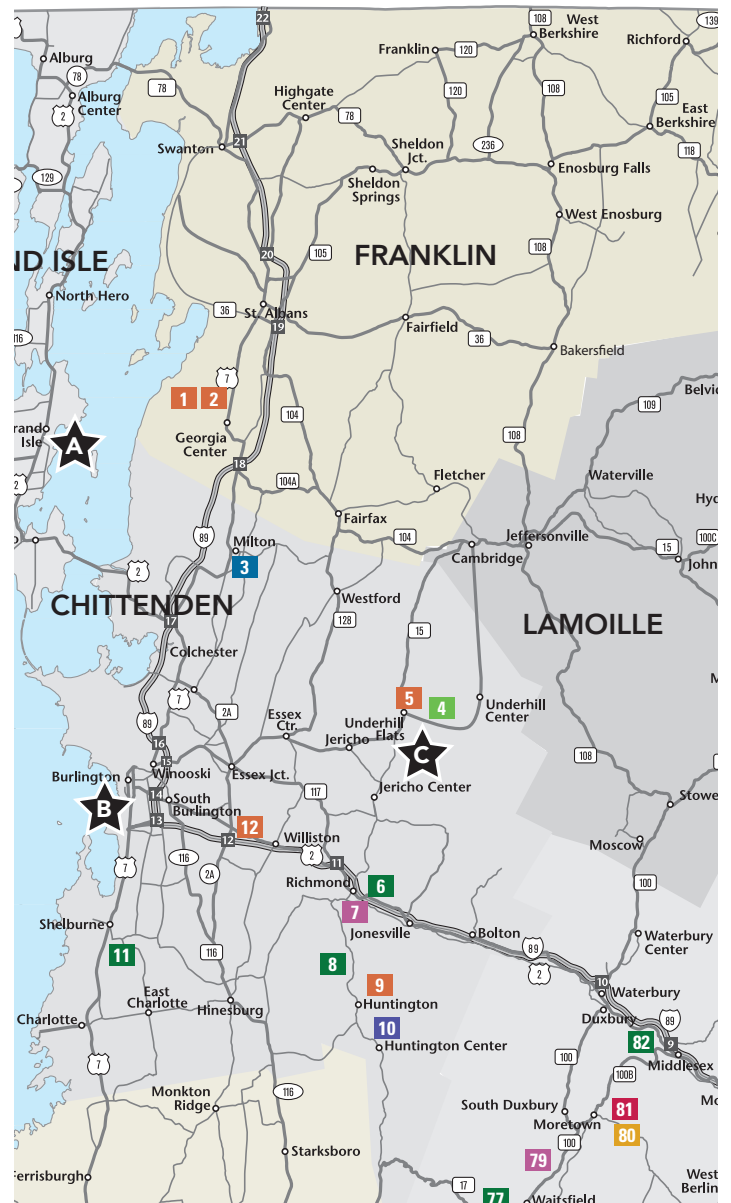 22
108
West
Berkshire
139
Franklin
120
Richford
Alburg
78
Alburg
Center
2
78
Highgate
Center
120
108
105
East
Berkshire
78
21
Swanton
Sheldon
Jct.
236
118
129
Sheldon
Springs
Enosburg Falls
West Enosburg
ND ISLE
20
105
FRANKLIN
108
North Hero
36
St. Albans
19
Fairfield
36
116
Bakersfield
7
1
2
Belvi
109
104
rand
Isle
A
Georgia
Center
108
18
2
104A
Fletcher
Waterville
Hyd
Fairfax
89
104
Jeffersonville
100C
Milton
3
Cambridge
15
John
2
CHITTENDEN
Westford
17
128
15
LAMOILLE
Colchester
7
5
4
Underhill
Center
2A
89
Essex
Ctr.
Underhill
Flats
Jericho
C
108
16
15
Winooski
Burlington
Essex Jct.
Jericho Center
B
14
South
Burlington
117
Stowe
13
12
12
Williston
2
Moscow
116
7
2A
11
Richmond
6
100
7
Jonesville
Bolton
Shelburne
11
116
89
2
Waterbury
Center
8
10
Waterbury
East
Charlotte
Hinesburg
9
Huntington
Duxbury
89
Charlotte
10
Huntington Center
82
9
Middlesex
7
100
100B
Monkton
Ridge
116
South Duxbury
81
Mo
Moretown
80
Starksboro
79
100
West
Berlin
Ferrisburgh
17
77
Waitsfield